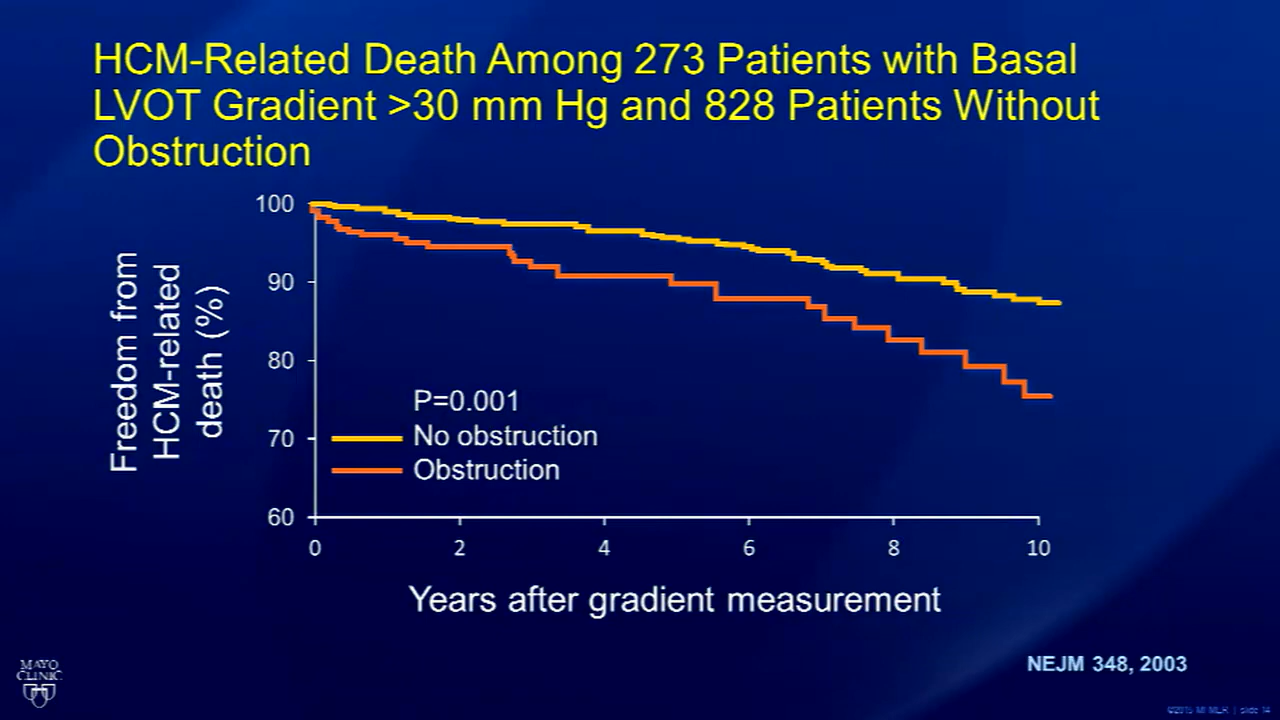 HCM-Related Death Among 273 Patients with Basal
LVOT Gradient >30 mm Hg and 828 Patients Without
Obstruction
100
90
80
70
60
Freedom from
HCM-related
death (%)
P=0.001
No obstruction
Obstruction
0 2 4 6 8 10
Years after gradient measurement
MAYO
CLINIC
NEJM 348, 2003
slide 14